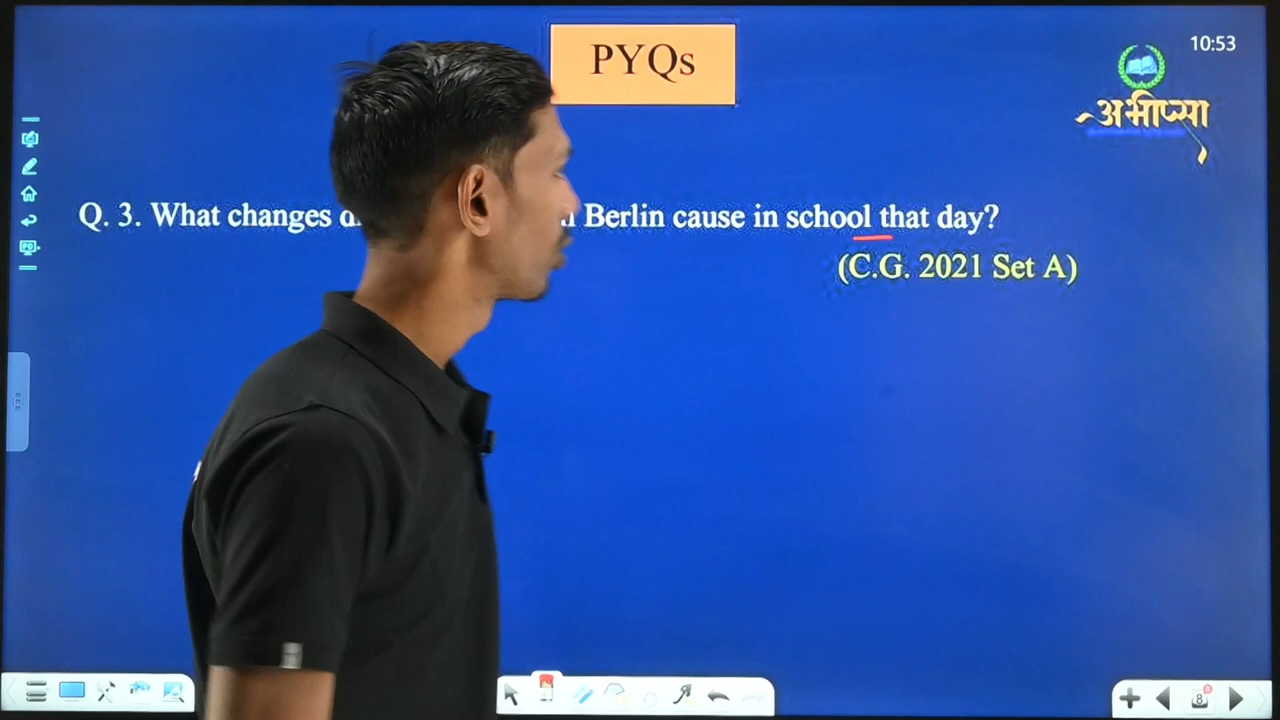 PYQs
10:53
अभीप्सा
Q. 3. What changes Berlin cause in school that day?
(C.G. 2021 Set A)